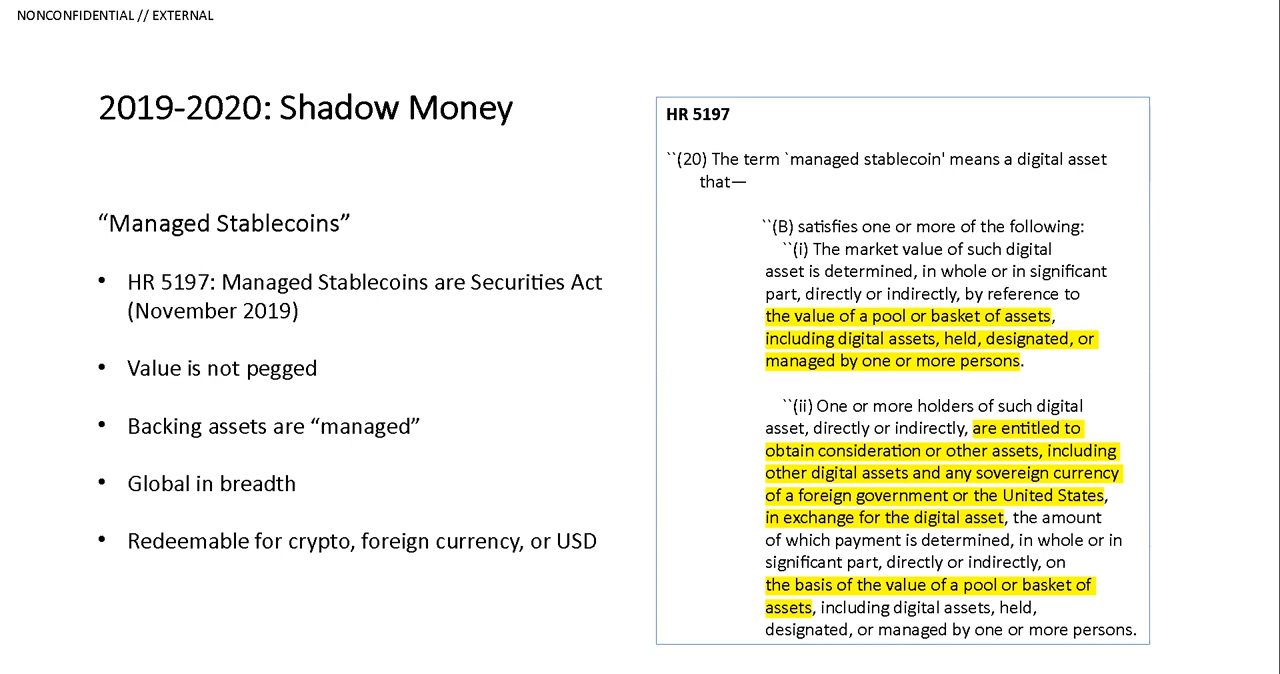 NONCONFIDENTIAL // EXTERNAL
2019-2020: Shadow Money
“Managed Stablecoins”
• HR 5197: Managed Stablecoins are Securities Act
(November 2019)
• Value is not pegged
• Backing assets are “managed”
• Global in breadth
• Redeemable for crypto, foreign currency, or USD
HR 5197
``(20) The term `managed stablecoin' means a digital asset
that—
``(B) satisfies one or more of the following:
``(i) The market value of such digital
asset is determined, in whole or in significant
part, directly or indirectly, by reference to
the value of a pool or basket of assets,
including digital assets, held, designated, or
managed by one or more persons.
``(ii) One or more holders of such digital
asset, directly or indirectly, are entitled to
obtain consideration or other assets, including
other digital assets and any sovereign currency
of a foreign government or the United States,
in exchange for the digital asset, the amount
of which payment is determined, in whole or in
significant part, directly or indirectly, on
the basis of the value of a pool or basket of
assets, including digital assets, held,
designated, or managed by one or more persons.